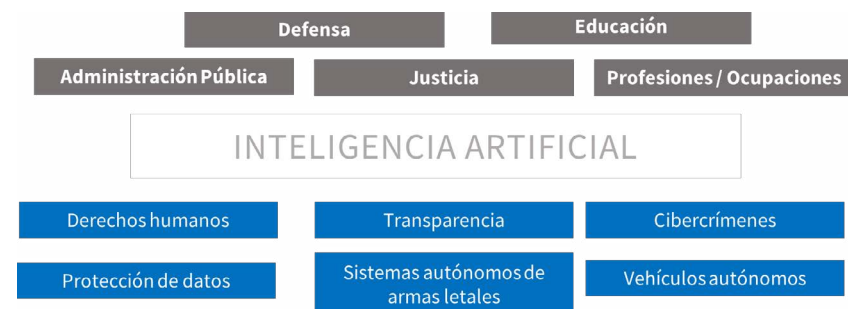 Defensa
Educación
Administración Pública
Justicia
Profesiones / Ocupaciones
INTELIGENCIA ARTIFICIAL
Derechos humanos
Transparencia
Cibercrímenes
Protección de datos
Sistemas autónomos de
armas letales
Vehículos autónomos